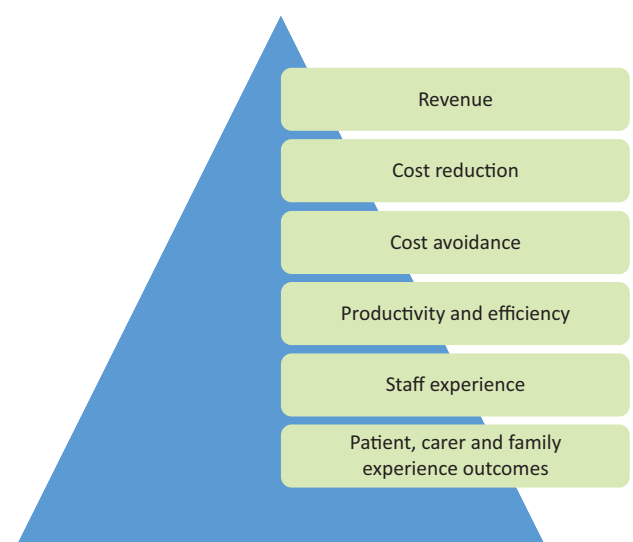 Revenue
Cost reduction
Cost avoidance
Productivity and efficiency
Staff experience
Patient, carer and family
experience outcomes